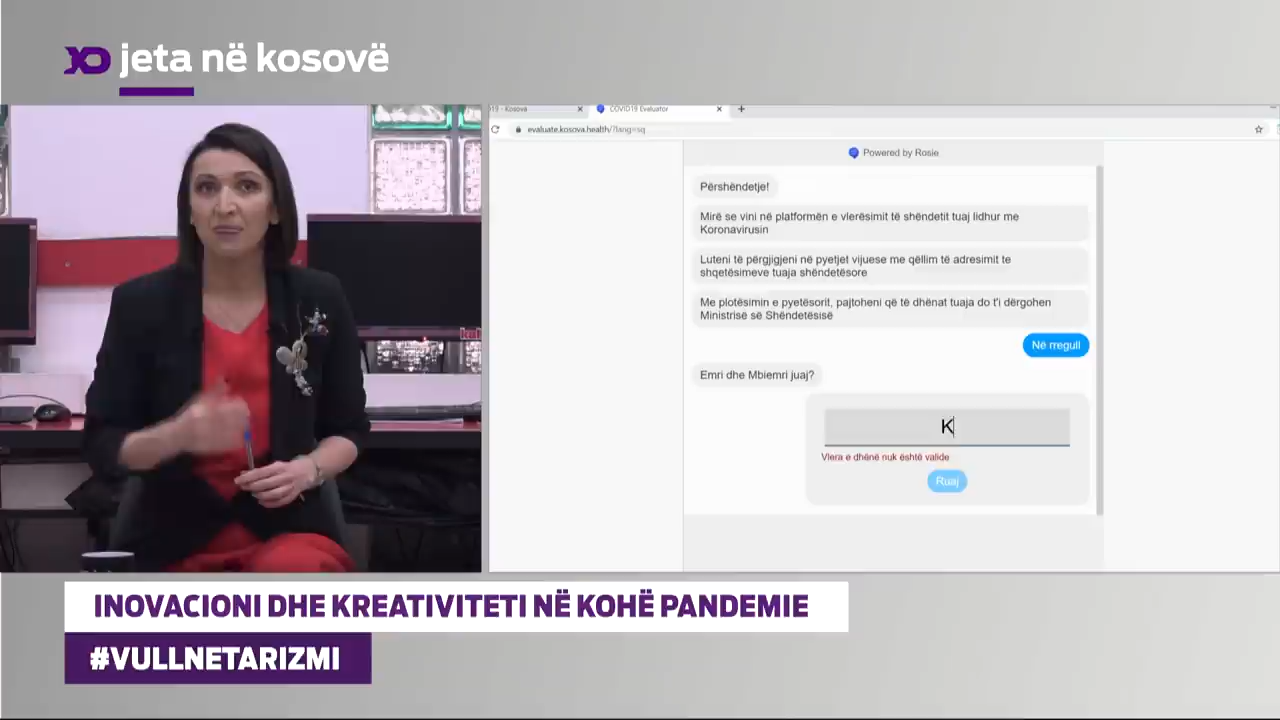 jeta në kosovë
19 - Kosova
COVID19 Evaluator
evaluate.kosova.health/?lang=sq
Powered by Rosie
Përshëndetje!
Mirë se vini në platformën e vlerësimit të shëndetit tuaj lidhur me
Koronavirusin
Luteni të përgjigjeni në pyetjet vijuese me qëllim të adresimit te
shqetësimeve tuaja shëndetësore
Me plotësimin e pyetësorit, pajtoheni që të dhënat tuaja do t'i dërgohen
Ministrisë së Shëndetësisë
Në rregull
Emri dhe Mbiemri juaj?
K
Vlera e dhënë nuk është valide
Ruaj
INOVACIONI DHE KREATIVITETI NË KOHË PANDEMIE
#VULLNETARIZMI